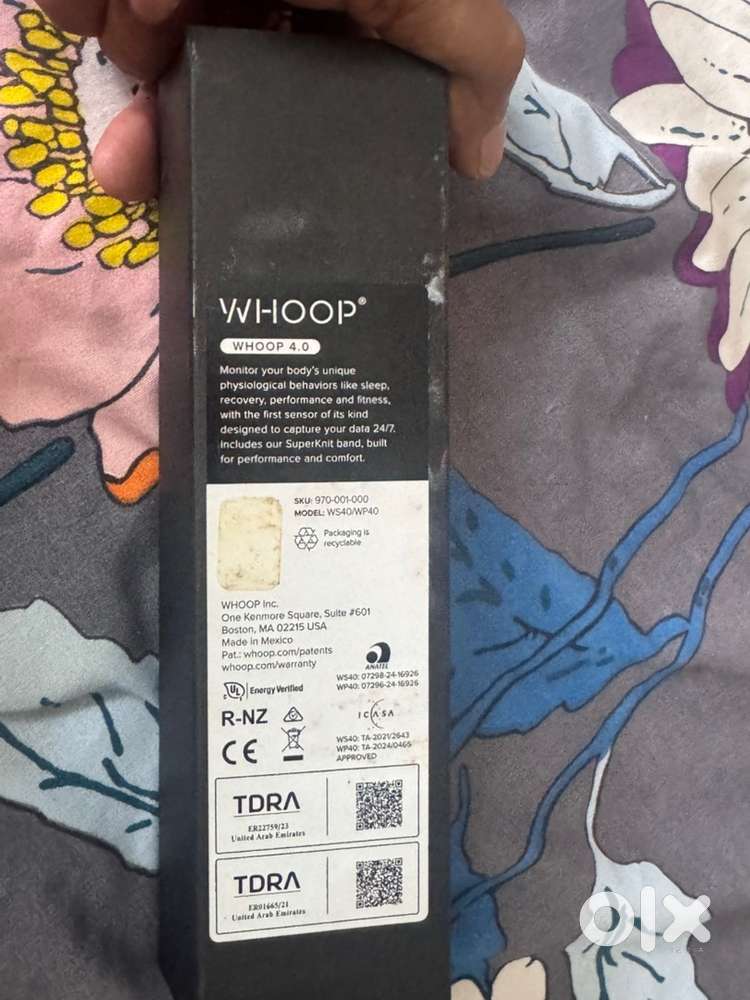 WHOOP®
WHOOP 4.0
Monitor your body's unique
physiological behaviors like sleep,
recovery, performance and fitness,
with the first sensor of its kind
designed to capture your data 24/7.
Includes our SuperKnit band, built
for performance and comfort.
SKU: 970-001-000
MODEL: WS40/WP40
Packaging is
recyclable
WHOOP Inc.
One Kenmore Square, Suite #601
Boston, MA 02215 USA
Made in Mexico
Pat.: whoop.com/patents
whoop.com/warranty
ANATEL
WS40: 07298-24-16926
WP40: 07296-24-16926
UL Energy Verified
R-NZ
ICASA
CE
WS40: TA-2021/2643
WP40: TA-2024/0465
APPROVED
TDRA
ER22759/23
United Arab Emirates
TDRA
ER01665/21
United Arab Emirates
olx